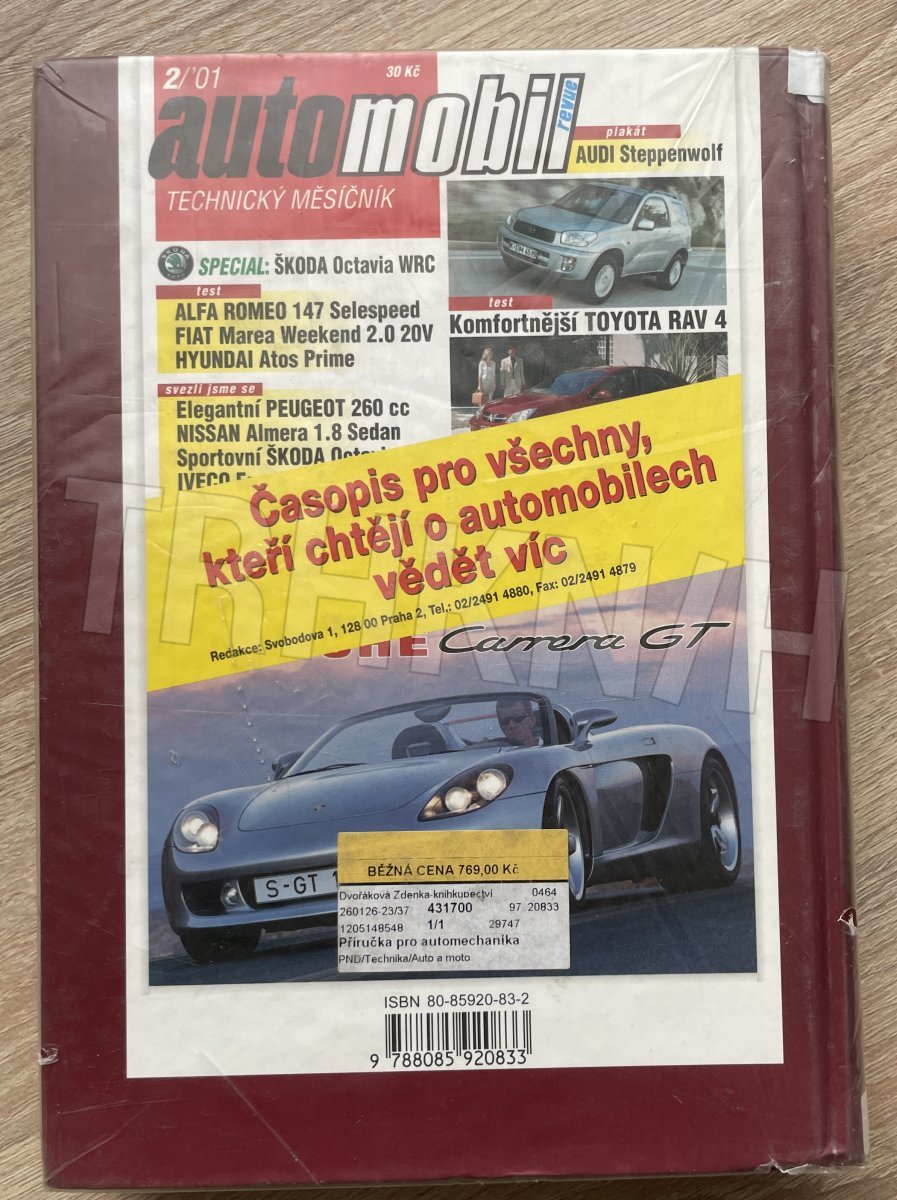 2/'01
30 Kč
automobil
revue
TECHNICKÝ MĚSÍČNÍK
plakát
AUDI Steppenwolf
ŠKODA
SPECIAL: ŠKODA Octavia WRC
test
ALFA ROMEO 147 Selespeed
FIAT Marea Weekend 2.0 20V
HYUNDAI Atos Prime
test
Komfortnější TOYOTA RAV 4
svezli jsme se
Elegantní PEUGEOT 260 cc
NISSAN Almera 1.8 Sedan
Sportovní ŠKODA
IVECO
Časopis pro všechny,
kteří chtějí o automobilech
vědět víc
Redakce: Svobodova 1, 128 00 Praha 2, Tel.: 02/2491 4880, Fax: 02/2491 4879
TREKNIH
Carrera GT
S-GT 1
BĚŽNÁ CENA 769,00 Kč
Dvořáková Zdenka-knihkupectví 0464
260126-23/37 431700 97 20833
1205148548 1/1 29747
Příručka pro automechanika
PND/Technika/Auto a moto
ISBN 80-85920-83-2
9 788085 920833